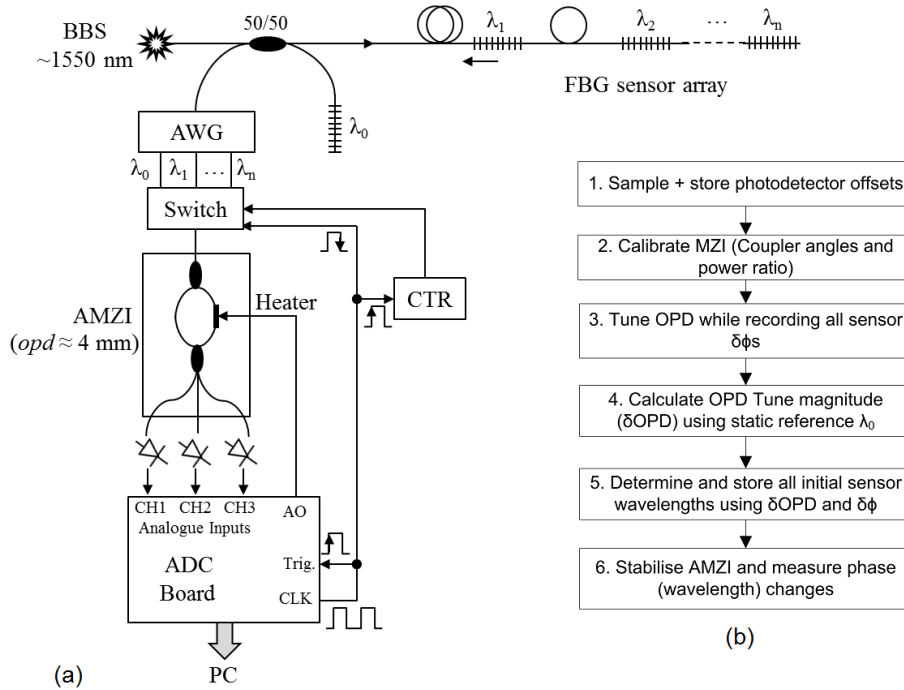 BBS
~1550 nm
50/50
λ1
λ2
...
λn
FBG sensor array
λ0
AWG
λ0 λ1 ... λn
Switch
AMZI
(opd ≈ 4 mm)
Heater
CTR
CH1 CH2 CH3
Analogue Inputs
AO
ADC
Board
Trig.
CLK
PC
(a)
1. Sample + store photodetector offsets
2. Calibrate MZI (Coupler angles and
power ratio)
3. Tune OPD while recording all sensor
δϕs
4. Calculate OPD Tune magnitude
(δOPD) using static reference λ0
5. Determine and store all initial sensor
wavelengths using δOPD and δϕ
6. Stabilise AMZI and measure phase
(wavelength) changes
(b)